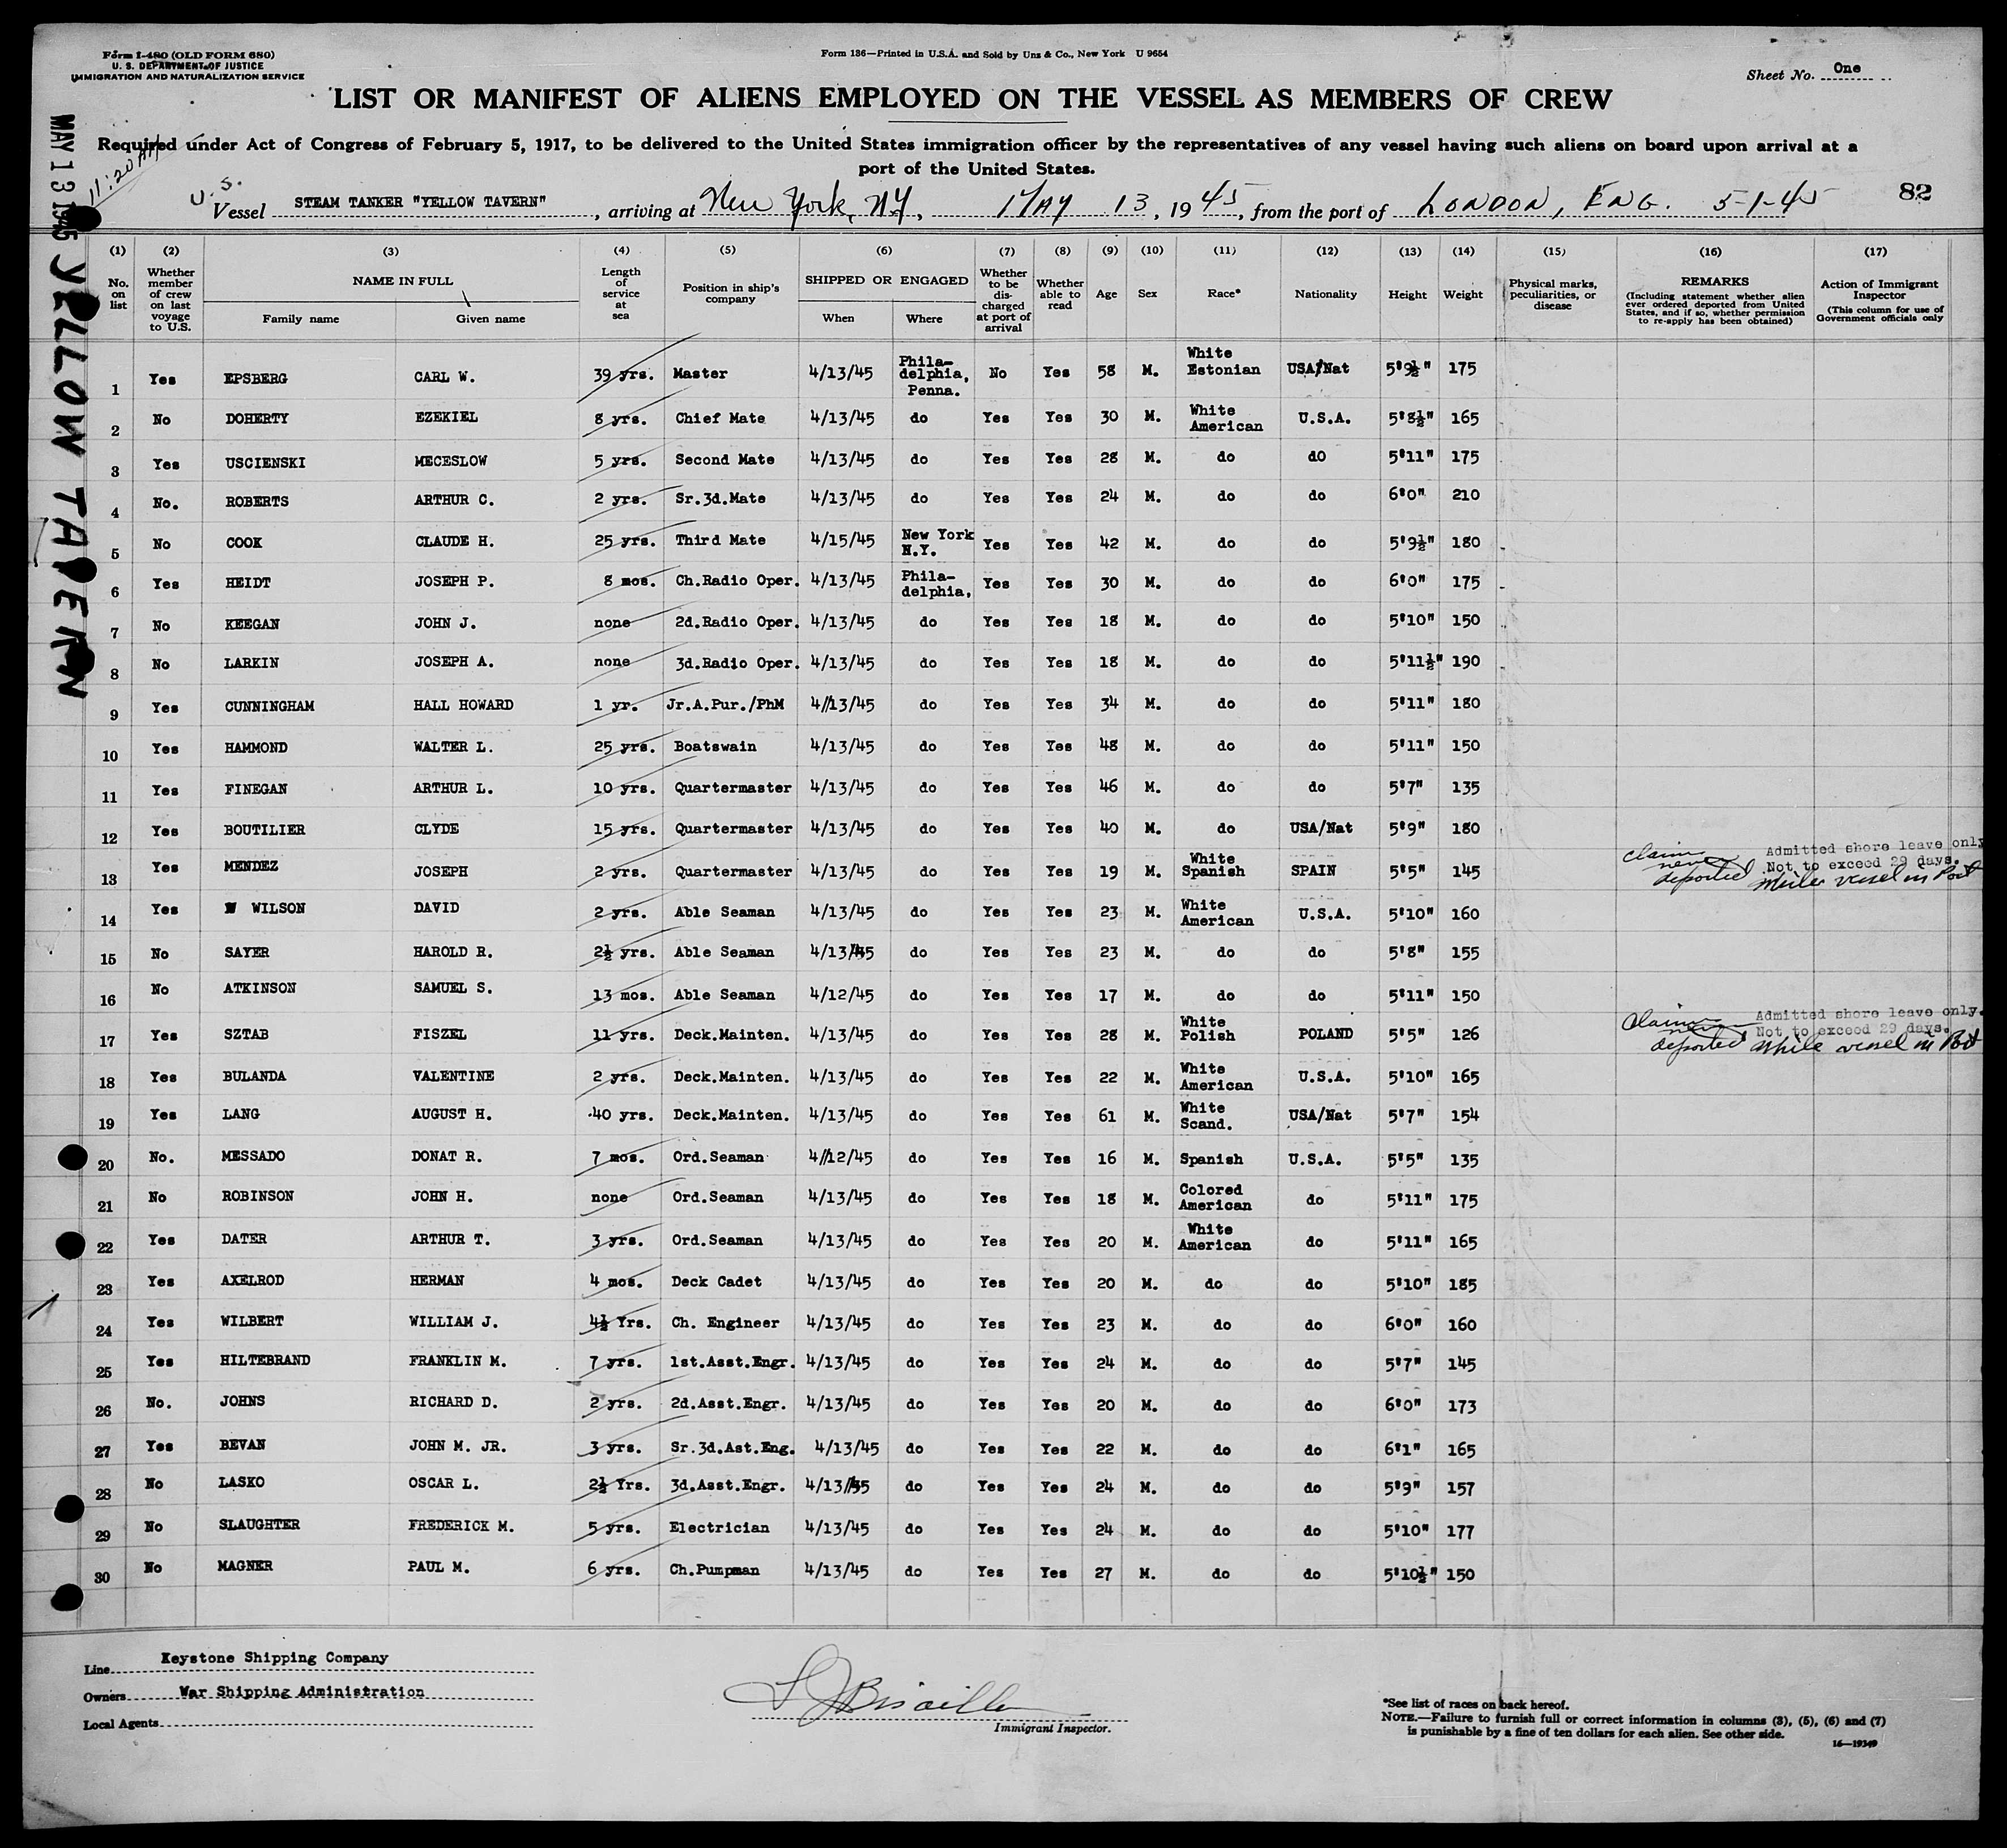 Form I-480 (OLD FORM 680)
U. S. DEPARTMENT OF JUSTICE
IMMIGRATION AND NATURALIZATION SERVICE
Form 136—Printed in U.S.A. and Sold by Unz & Co., New York U 9654
Sheet No. One
LIST OR MANIFEST OF ALIENS EMPLOYED ON THE VESSEL AS MEMBERS OF CREW
Required under Act of Congress of February 5, 1917, to be delivered to the United States immigration officer by the representatives of any vessel having such aliens on board upon arrival at a
port of the United States.
MAY 13 1945 YELLOW TAVERN
11:20 AM
U. S.
Vessel STEAM TANKER "YELLOW TAVERN", arriving at New York, NY, MAY 13, 1945, from the port of LONDON, ENG. 5-1-45
82
(1) (2) (3) (4) (5) (6) (7) (8) (9) (10) (11) (12) (13) (14) (15) (16) (17)
No. on list
Whether member of crew on last voyage to U.S.
NAME IN FULL
Family name Given name
Length of service at sea
Position in ship's company
SHIPPED OR ENGAGED
When Where
Whether to be discharged at port of arrival
Whether able to read
Age
Sex
Race*
Nationality
Height
Weight
Physical marks, peculiarities, or disease
REMARKS
(Including statement whether alien ever ordered deported from United States, and if so, whether permission to re-apply has been obtained)
Action of Immigrant Inspector
(This column for use of Government officials only
1 Yes EPSBERG CARL W. 39 yrs. Master 4/13/45 Phila-delphia, Penna. No Yes 58 M. White Estonian USA/Nat 5'9½" 175
2 No DOHERTY EZEKIEL 8 yrs. Chief Mate 4/13/45 do Yes Yes 30 M. White American U.S.A. 5'8½" 165
3 Yes USCIENSKI MECESLOW 5 yrs. Second Mate 4/13/45 do Yes Yes 28 M. do dO 5'11" 175
4 No. ROBERTS ARTHUR C. 2 yrs. Sr.3d.Mate 4/13/45 do Yes Yes 24 M. do do 6'0" 210
5 No COOK CLAUDE H. 25 yrs. Third Mate 4/15/45 New York N.Y. Yes Yes 42 M. do do 5'9½" 180
6 Yes HEIDT JOSEPH P. 8 mos. Ch.Radio Oper. 4/13/45 Phila-delphia, Yes Yes 30 M. do do 6'0" 175
7 No KEEGAN JOHN J. none 2d.Radio Oper. 4/13/45 do Yes Yes 18 M. do do 5'10" 150
8 No LARKIN JOSEPH A. none 3d.Radio Oper. 4/13/45 do Yes Yes 18 M. do do 5'11½" 190
9 Yes CUNNINGHAM HALL HOWARD 1 yr. Jr.A.Pur./PhM 4/13/45 do Yes Yes 34 M. do do 5'11" 180
10 Yes HAMMOND WALTER L. 25 yrs. Boatswain 4/13/45 do Yes Yes 48 M. do do 5'11" 150
11 Yes FINEGAN ARTHUR L. 10 yrs. Quartermaster 4/13/45 do Yes Yes 46 M. do do 5'7" 135
12 Yes BOUTILIER CLYDE 15 yrs. Quartermaster 4/13/45 do Yes Yes 40 M. do USA/Nat 5'9" 180
13 Yes MENDEZ JOSEPH 2 yrs. Quartermaster 4/13/45 do Yes Yes 19 M. White Spanish SPAIN 5'5" 145 claims never deported Admitted shore leave only Not to exceed 29 days. while vessel in Port
14 Yes WILSON DAVID 2 yrs. Able Seaman 4/13/45 do Yes Yes 23 M. White American U.S.A. 5'10" 160
15 No SAYER HAROLD R. 2½ yrs. Able Seaman 4/13/45 do Yes Yes 23 M. do do 5'8" 155
16 No ATKINSON SAMUEL S. 13 mos. Able Seaman 4/12/45 do Yes Yes 17 M. do do 5'11" 150
17 Yes SZTAB FISZEL 11 yrs. Deck.Mainten. 4/13/45 do Yes Yes 28 M. White Polish POLAND 5'5" 126 Claims never deported Admitted shore leave only. Not to exceed 29 days. while vessel in Port
18 Yes BULANDA VALENTINE 2 yrs. Deck.Mainten. 4/13/45 do Yes Yes 22 M. White American U.S.A. 5'10" 165
19 Yes LANG AUGUST H. 40 yrs. Deck.Mainten. 4/13/45 do Yes Yes 61 M. White Scand. USA/Nat 5'7" 154
20 No. MESSADO DONAT R. 7 mos. Ord.Seaman 4/12/45 do Yes Yes 16 M. Spanish U.S.A. 5'5" 135
21 No ROBINSON JOHN H. none Ord.Seaman 4/13/45 do Yes Yes 18 M. Colored American do 5'11" 175
22 Yes DATER ARTHUR T. 3 yrs. Ord.Seaman 4/13/45 do Yes Yes 20 M. White American do 5'11" 165
23 Yes AXELROD HERMAN 4 mos. Deck Cadet 4/13/45 do Yes Yes 20 M. do do 5'10" 185
24 Yes WILBERT WILLIAM J. 4½ Yrs. Ch. Engineer 4/13/45 do Yes Yes 23 M. do do 6'0" 160
25 Yes HILTEBRAND FRANKLIN M. 7 yrs. 1st.Asst.Engr. 4/13/45 do Yes Yes 24 M. do do 5'7" 145
26 No. JOHNS RICHARD D. 2 yrs. 2d.Asst.Engr. 4/13/45 do Yes Yes 20 M. do do 6'0" 173
27 Yes BEVAN JOHN M. JR. 3 yrs. Sr.3d.Ast.Eng. 4/13/45 do Yes Yes 22 M. do do 6'1" 165
28 No LASKO OSCAR L. 2½ Yrs. 3d.Asst.Engr. 4/13/45 do Yes Yes 24 M. do do 5'9" 157
29 No SLAUGHTER FREDERICK M. 5 yrs. Electrician 4/13/45 do Yes Yes 24 M. do do 5'10" 177
30 No MAGNER PAUL M. 6 yrs. Ch.Pumpman 4/13/45 do Yes Yes 27 M. do do 5'10½" 150
Line Keystone Shipping Company
Owners War Shipping Administration
Local Agents
Immigrant Inspector.
*See list of races on back hereof.
NOTE.—Failure to furnish full or correct information in columns (3), (5), (6) and (7)
is punishable by a fine of ten dollars for each alien. See other side.
16—19349